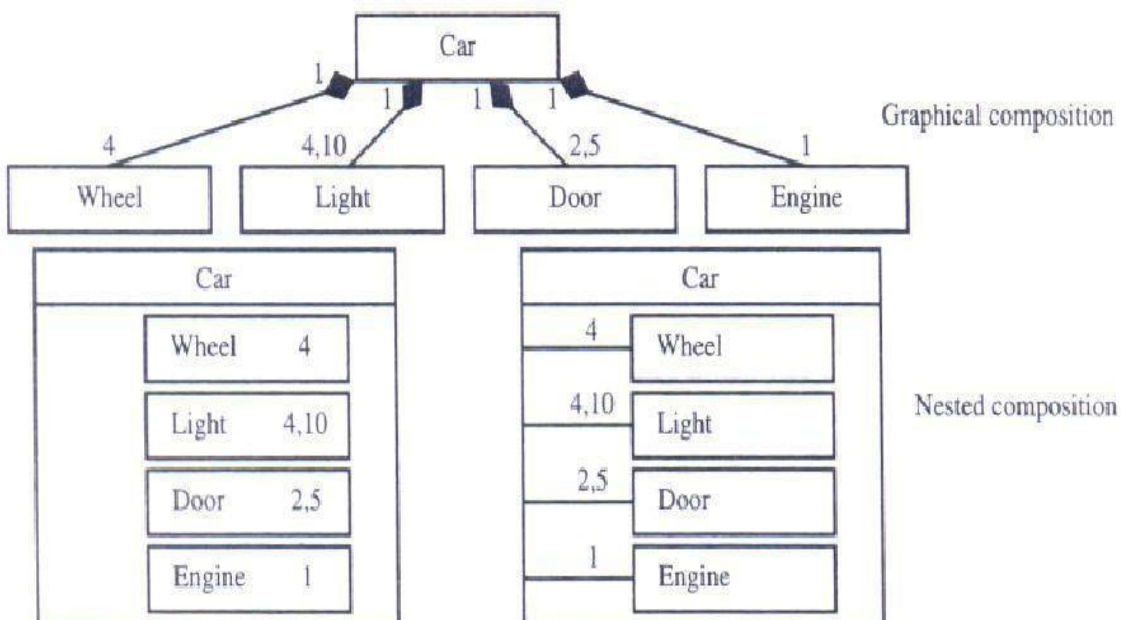 Car
1
1
1
1
Graphical composition
4
4,10
2,5
1
Wheel
Light
Door
Engine
Car
Wheel 4
Light 4,10
Door 2,5
Engine 1
Car
4
Wheel
4,10
Light
2,5
Door
1
Engine
Nested composition